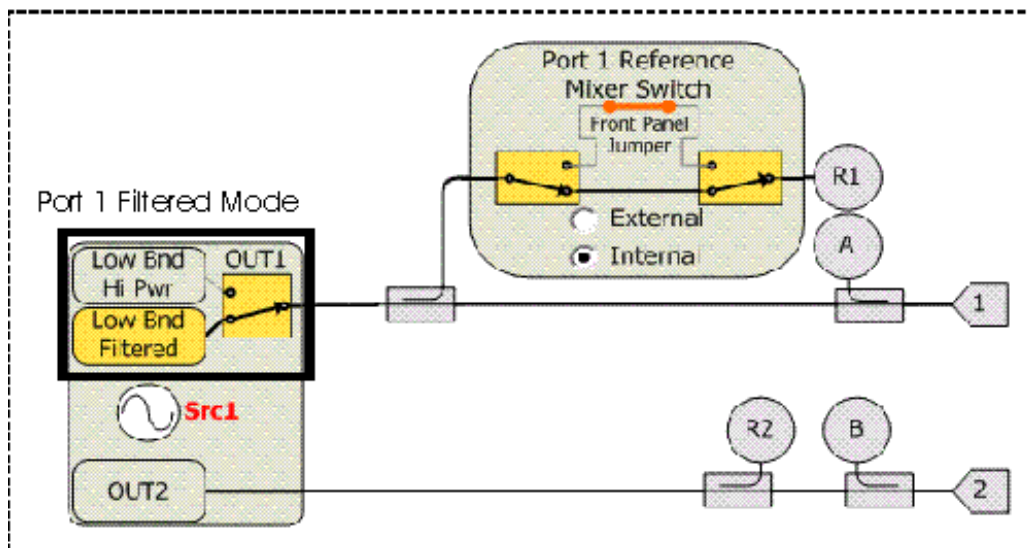 Port 1 Reference
Mixer Switch
Front Panel
Jumper
R1
External
Internal
A
Port 1 Filtered Mode
Low Bnd
Hi Pwr
OUT1
Low Bnd
Filtered
1
Src1
R2
B
OUT2
2